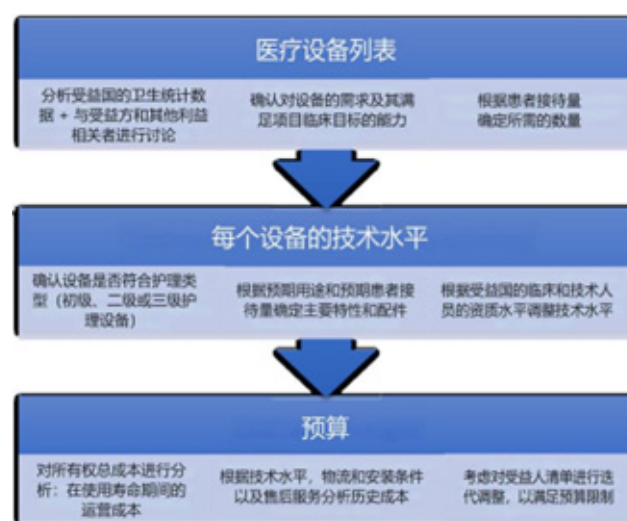 医疗设备列表
分析受益国的卫生统计数
据 + 与受益方和其他利益
相关者进行讨论
确认对设备的需求及其满
足项目临床目标的能力
根据患者接待量
确定所需的数量
每个设备的技术水平
确认设备是否符合护理类
型（初级、二级或三级护
理设备）
根据预期用途和预期患者接
待量确定主要特性和配件
根据受益国的临床和技术人
员的资质水平调整技术水平
预算
对所有权总成本进行分
析：在使用寿命期间的
运营成本
根据技术水平，物流和安装条件
以及售后服务分析历史成本
考虑对受益人清单进行迭
代调整，以满足预算限制